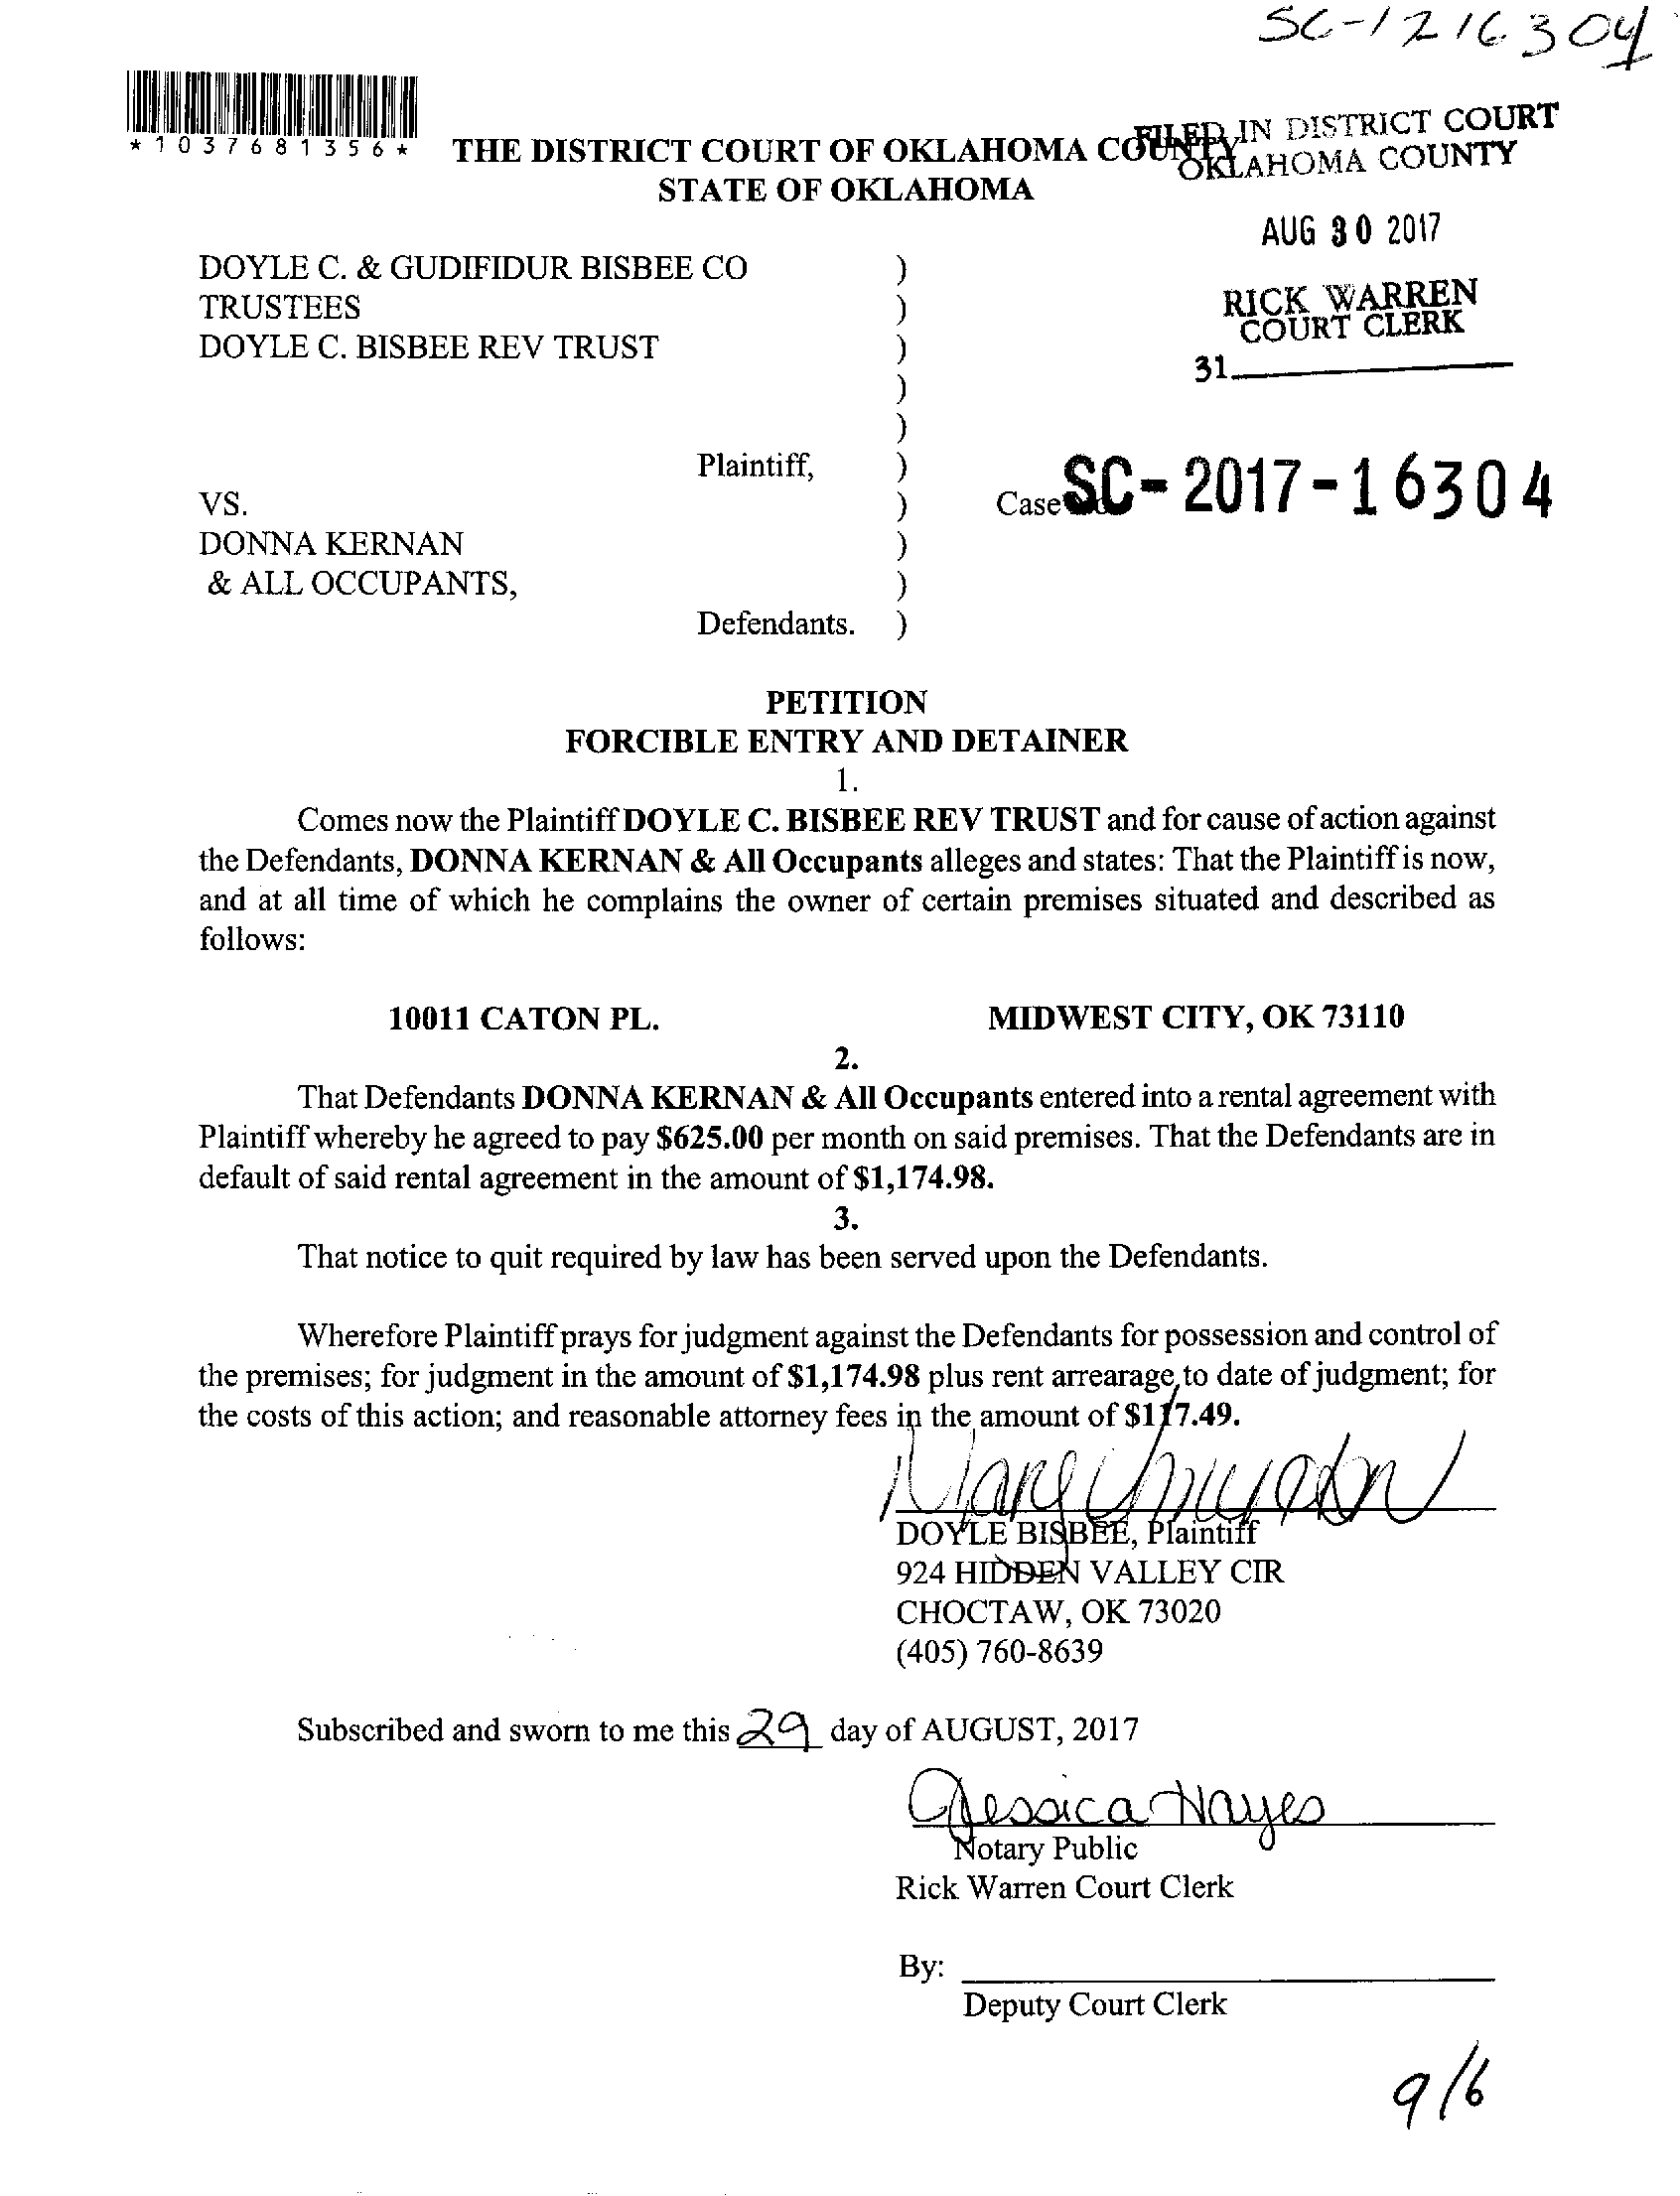 SC-17 16304
*1037681356*
THE DISTRICT COURT OF OKLAHOMA COUNTY
STATE OF OKLAHOMA
FILED IN DISTRICT COURT
OKLAHOMA COUNTY
AUG 30 2017
RICK WARREN
COURT CLERK
31
DOYLE C. & GUDIFIDUR BISBEE CO )
TRUSTEES )
DOYLE C. BISBEE REV TRUST )
)
)
Plaintiff, )
VS. ) Case SC-2017-16304
DONNA KERNAN )
& ALL OCCUPANTS, )
Defendants. )
PETITION
FORCIBLE ENTRY AND DETAINER
1.
Comes now the Plaintiff DOYLE C. BISBEE REV TRUST and for cause of action against
the Defendants, DONNA KERNAN & All Occupants alleges and states: That the Plaintiff is now,
and at all time of which he complains the owner of certain premises situated and described as
follows:
10011 CATON PL. MIDWEST CITY, OK 73110
2.
That Defendants DONNA KERNAN & All Occupants entered into a rental agreement with
Plaintiff whereby he agreed to pay $625.00 per month on said premises. That the Defendants are in
default of said rental agreement in the amount of $1,174.98.
3.
That notice to quit required by law has been served upon the Defendants.
Wherefore Plaintiff prays for judgment against the Defendants for possession and control of
the premises; for judgment in the amount of $1,174.98 plus rent arrearage to date of judgment; for
the costs of this action; and reasonable attorney fees in the amount of $117.49.
DOYLE BISBEE, Plaintiff
924 HIDDEN VALLEY CIR
CHOCTAW, OK 73020
(405) 760-8639
Subscribed and sworn to me this 29 day of AUGUST, 2017
Jessica Hayes
Notary Public
Rick Warren Court Clerk
By:
Deputy Court Clerk
9/6